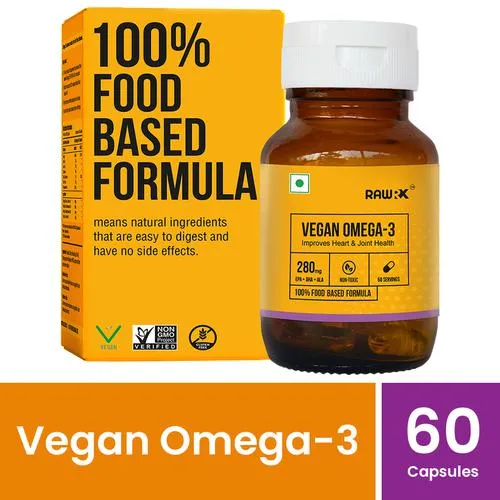 100%
FOOD
BASED
FORMULA
means natural ingredients
that are easy to digest and
have no side effects.
VEGAN
NON
GMO
Project
VERIFIED
GLUTEN FREE
RAW:X
VEGAN OMEGA-3
Improves Heart & Joint Health
280mg
EPA + DHA + ALA
NON-TOXIC
60 SERVINGS
100% FOOD BASED FORMULA
Vegan Omega-3
60
Capsules